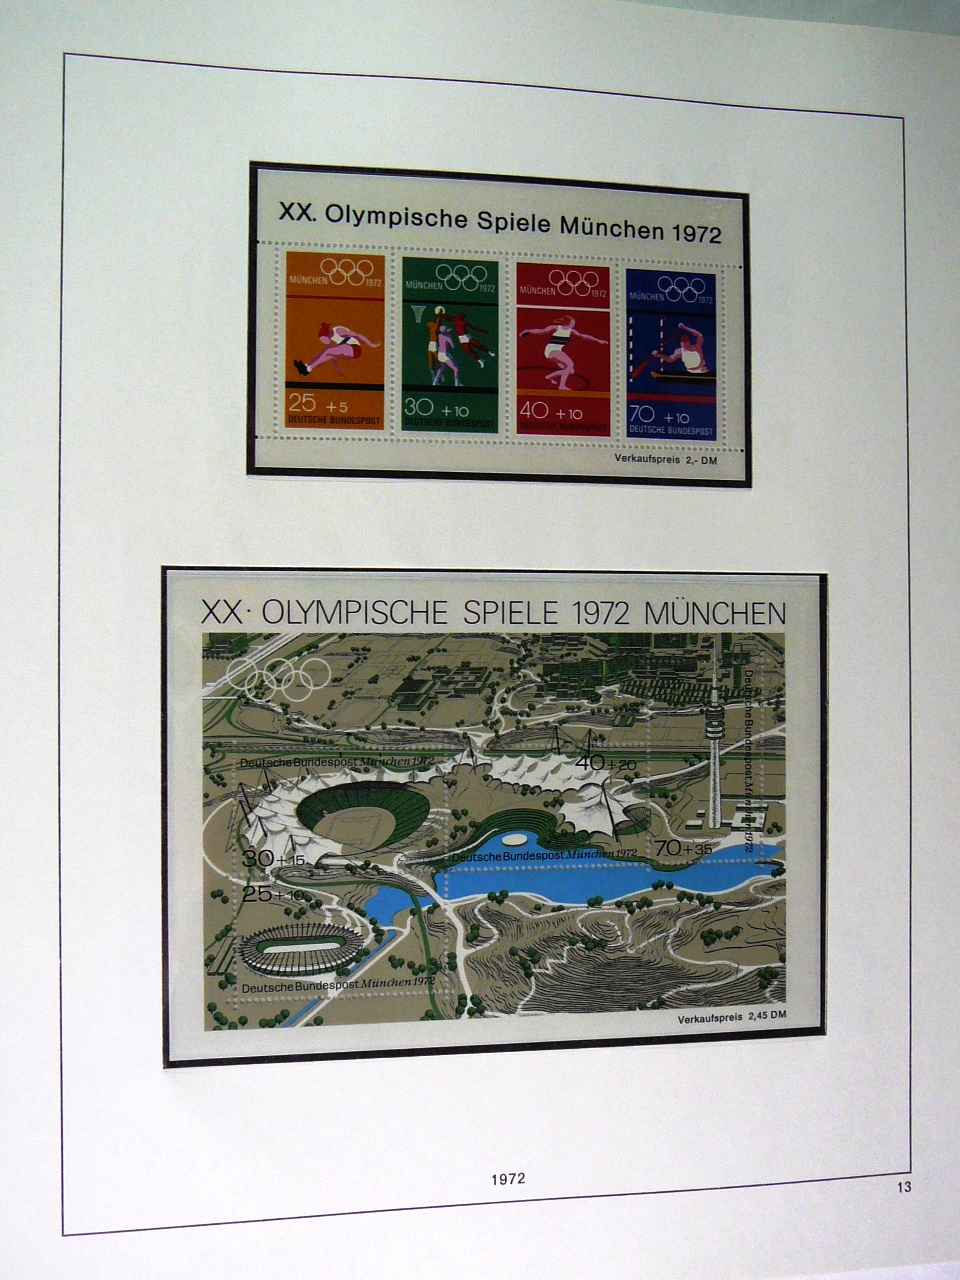 XX. Olympische Spiele München 1972
MÜNCHEN 1972
25 +5
DEUTSCHE BUNDESPOST
MÜNCHEN 1972
30 +10
DEUTSCHE BUNDESPOST
MÜNCHEN 1972
40 +10
DEUTSCHE BUNDESPOST
MÜNCHEN 1972
70 +10
DEUTSCHE BUNDESPOST
Verkaufspreis 2,- DM
XX. OLYMPISCHE SPIELE 1972 MÜNCHEN
Deutsche Bundespost München 1972
30+15
25+10
Deutsche Bundespost München 1972
40+20
Deutsche Bundespost München 1972
70+35
Deutsche Bundespost München 1972
Verkaufspreis 2,45 DM
1972
13